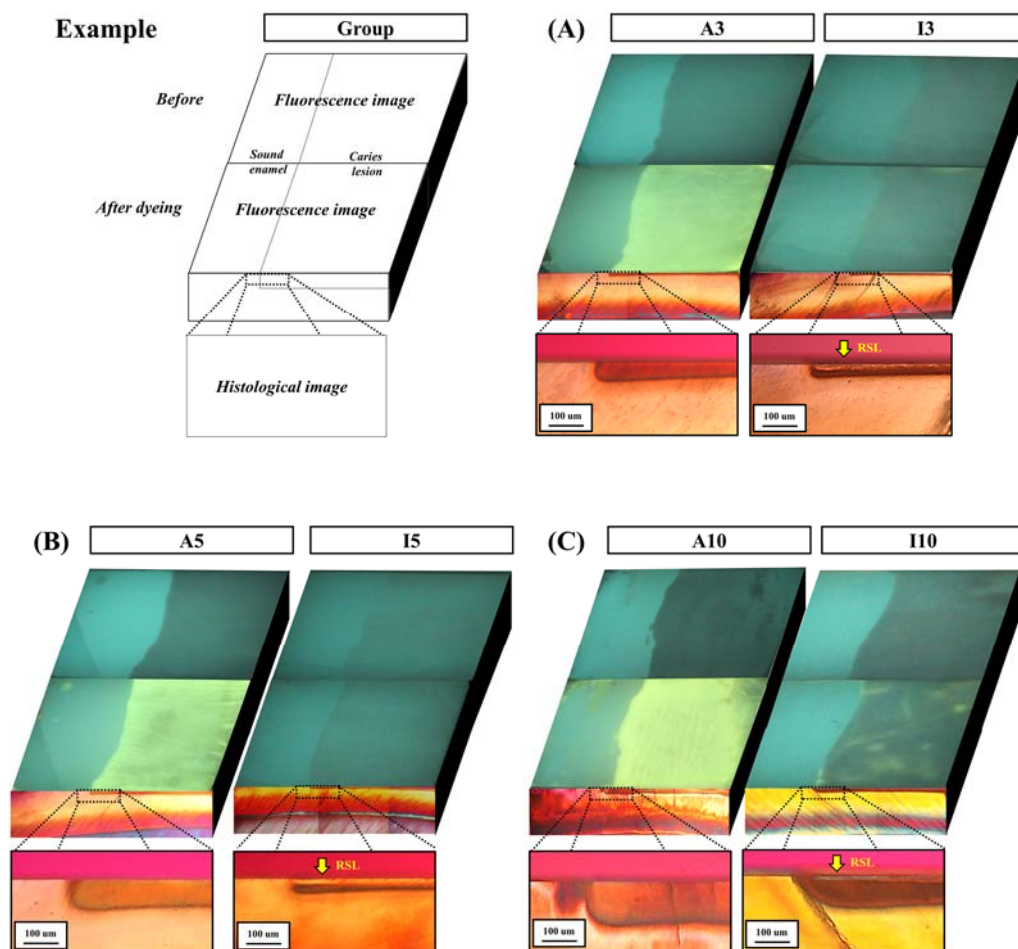 Example
Group
Before
Fluorescence image
Sound
enamel
Caries
lesion
After dyeing
Fluorescence image
Histological image
(A)
A3
I3
RSL
100 um
100 um
(B)
A5
I5
RSL
100 um
100 um
(C)
A10
I10
RSL
100 um
100 um